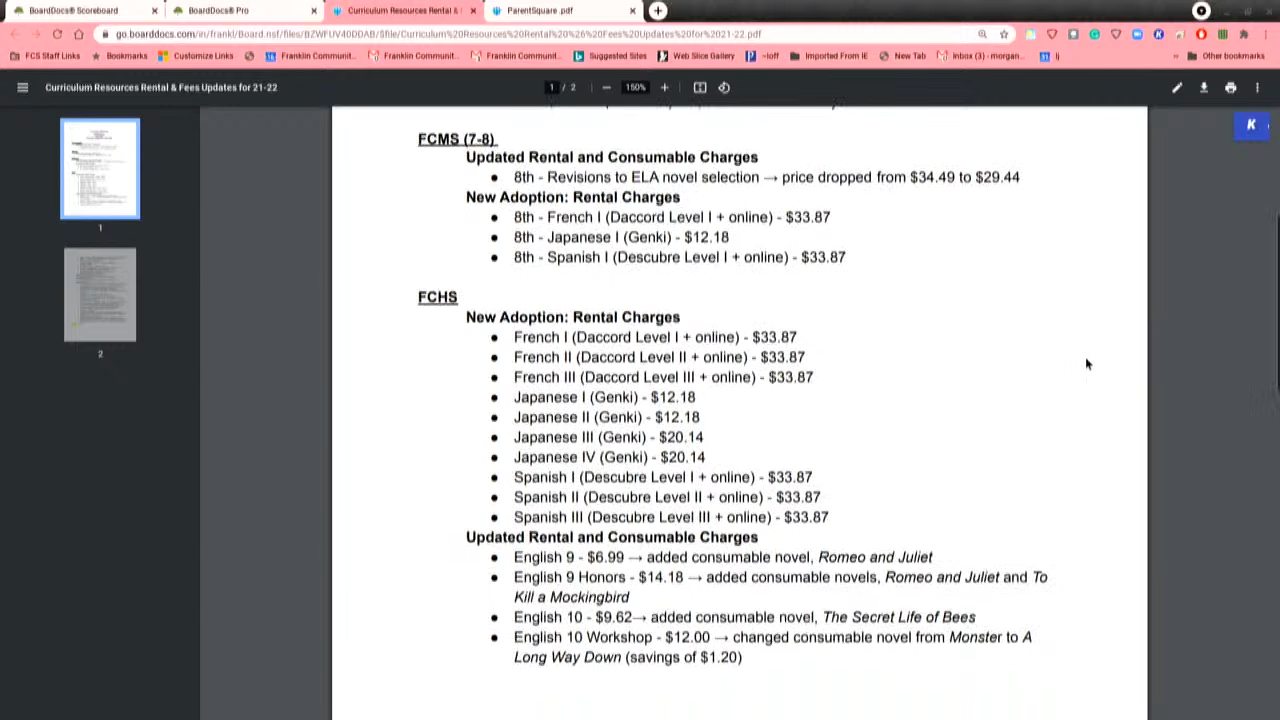 BoardDocs® Scoreboard
BoardDocs® Pro
Curriculum Resources Rental &
ParentSquare .pdf
go.boarddocs.com/in/frankl/Board.nsf/files/BZWFUV40DDAB/$file/Curriculum%20Resources%20Rental%20%26%20Fees%20Updates%20for%2021-22.pdf
FCS Staff Links
Bookmarks
Customize Links
Franklin Communit...
Franklin Communit...
Franklin Communit...
Suggested Sites
Web Slice Gallery
Imported From IE
New Tab
Inbox (3) - morgan...
Other bookmarks
Curriculum Resources Rental & Fees Updates for 21-22
1 / 2
150%
K
1
2
FCMS (7-8)
Updated Rental and Consumable Charges
• 8th - Revisions to ELA novel selection → price dropped from $34.49 to $29.44
New Adoption: Rental Charges
• 8th - French I (Daccord Level I + online) - $33.87
• 8th - Japanese I (Genki) - $12.18
• 8th - Spanish I (Descubre Level I + online) - $33.87
FCHS
New Adoption: Rental Charges
• French I (Daccord Level I + online) - $33.87
• French II (Daccord Level II + online) - $33.87
• French III (Daccord Level III + online) - $33.87
• Japanese I (Genki) - $12.18
• Japanese II (Genki) - $12.18
• Japanese III (Genki) - $20.14
• Japanese IV (Genki) - $20.14
• Spanish I (Descubre Level I + online) - $33.87
• Spanish II (Descubre Level II + online) - $33.87
• Spanish III (Descubre Level III + online) - $33.87
Updated Rental and Consumable Charges
• English 9 - $6.99 → added consumable novel, Romeo and Juliet
• English 9 Honors - $14.18 → added consumable novels, Romeo and Juliet and To
Kill a Mockingbird
• English 10 - $9.62→ added consumable novel, The Secret Life of Bees
• English 10 Workshop - $12.00 → changed consumable novel from Monster to A
Long Way Down (savings of $1.20)